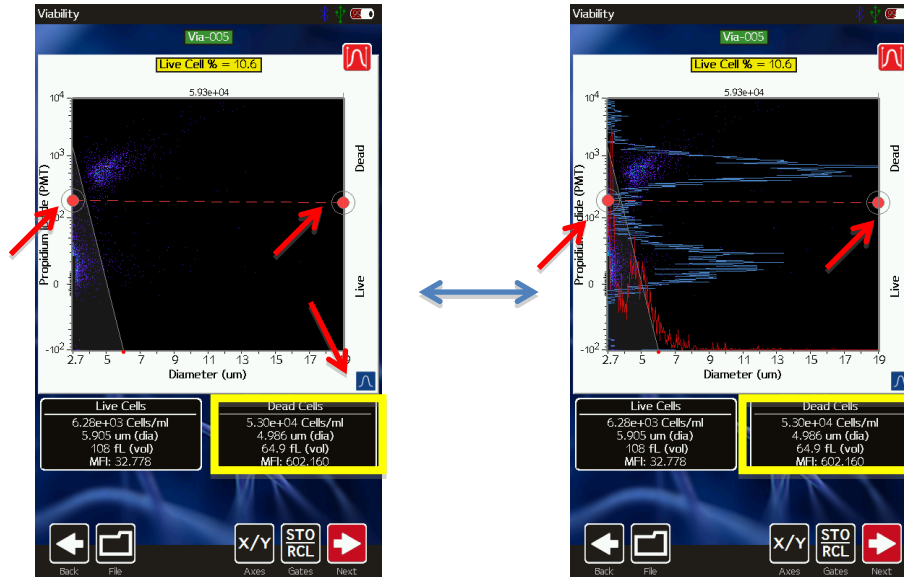 Viability
Via-005
Live Cell % = 10.6
5.93e+04
10^4
10^3
10^2
0
-10^2
Propidium Iodide (PMT)
Dead
Live
2.7 5 7 9 11 13 15 17 19
Diameter (um)
Live Cells
6.28e+03 Cells/ml
5.905 um (dia)
108 fL (vol)
MFI: 32.778
Dead Cells
5.30e+04 Cells/ml
4.986 um (dia)
64.9 fL (vol)
MFI: 602.160
X/Y
STO
RCL
Back File Axes Gates Next
Viability
Via-005
Live Cell % = 10.6
5.93e+04
10^4
10^3
10^2
0
-10^2
Propidium Iodide (PMT)
Dead
Live
2.7 5 7 9 11 13 15 17 19
Diameter (um)
Live Cells
6.28e+03 Cells/ml
5.905 um (dia)
108 fL (vol)
MFI: 32.778
Dead Cells
5.30e+04 Cells/ml
4.986 um (dia)
64.9 fL (vol)
MFI: 602.160
X/Y
STO
RCL
Back File Axes Gates Next